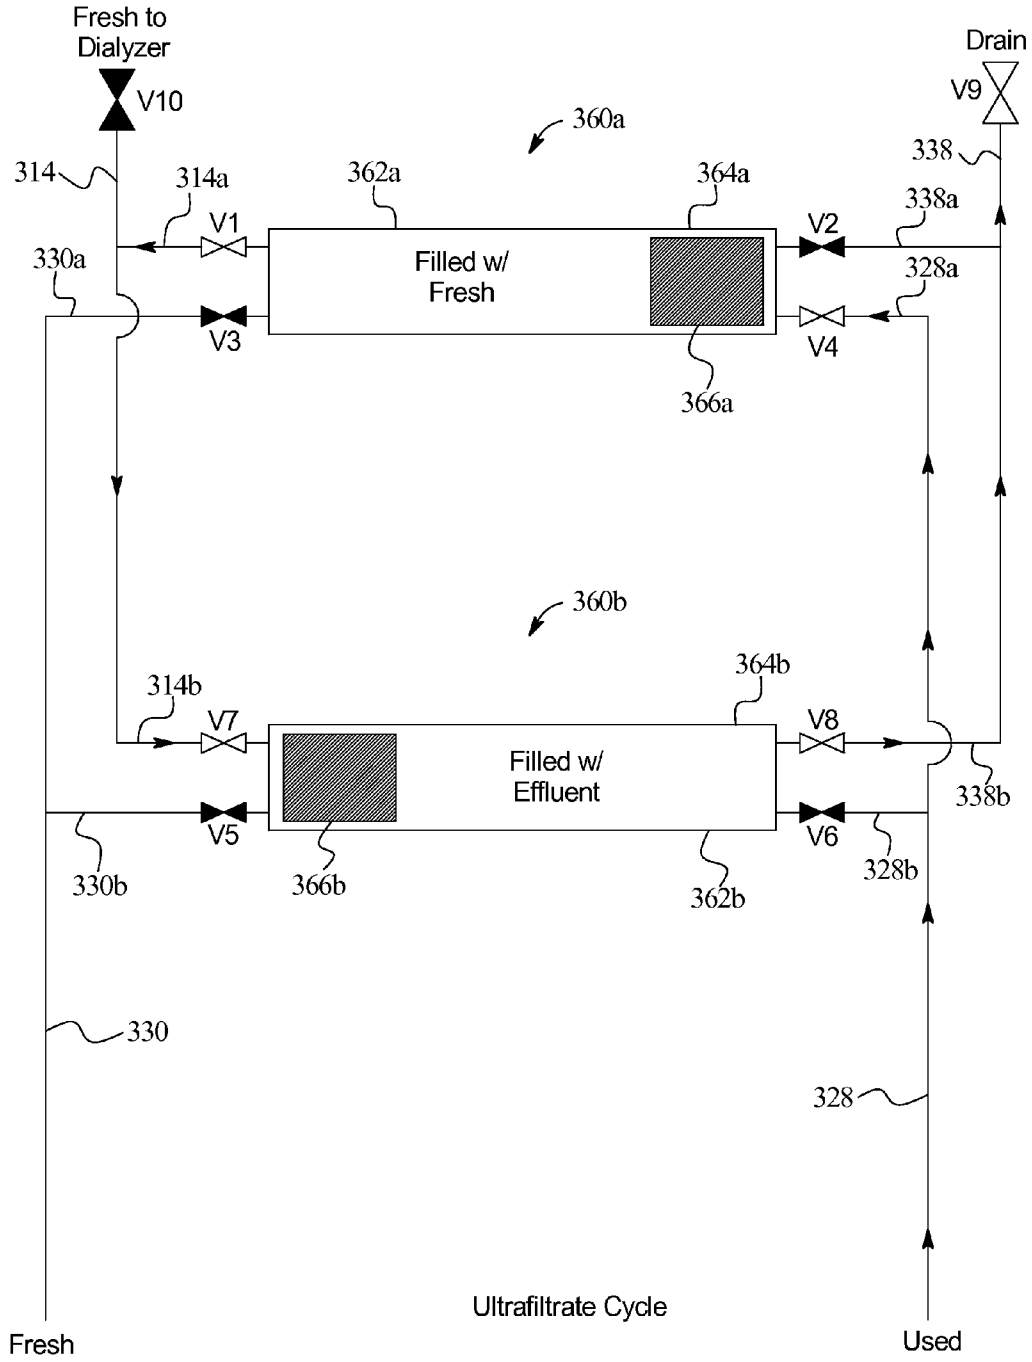 Fresh to
Dialyzer
Drain
V10
V9
360a
314
314a
362a
364a
338
V1
V2
338a
330a
Filled w/
Fresh
328a
V3
V4
366a
360b
364b
314b
V7
V8
Filled w/
Effluent
338b
V5
V6
330b
366b
362b
328b
330
328
Ultrafiltrate Cycle
Fresh
Used